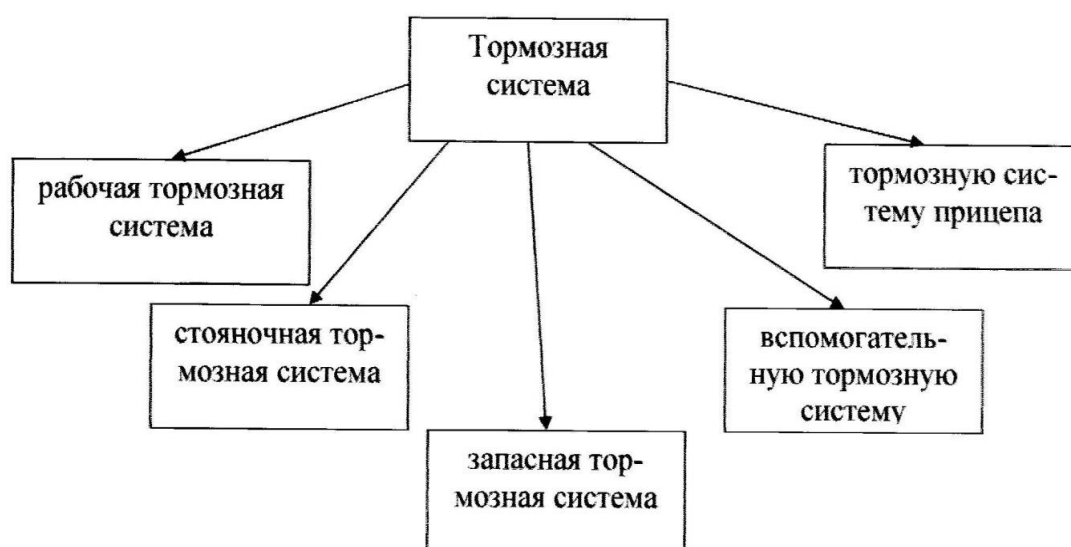 Тормозная
система
рабочая тормозная
система
тормозную сис-
тему прицепа
стояночная тор-
мозная система
вспомогатель-
ную тормозную
систему
запасная тор-
мозная система